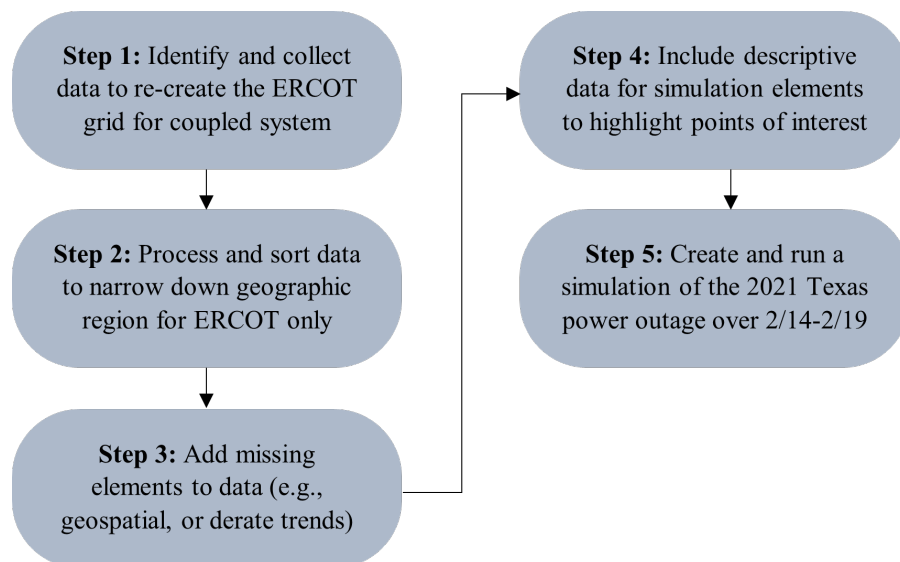 Step 1: Identify and collect
data to re-create the ERCOT
grid for coupled system
Step 2: Process and sort data
to narrow down geographic
region for ERCOT only
Step 3: Add missing
elements to data (e.g.,
geospatial, or derate trends)
Step 4: Include descriptive
data for simulation elements
to highlight points of interest
Step 5: Create and run a
simulation of the 2021 Texas
power outage over 2/14-2/19